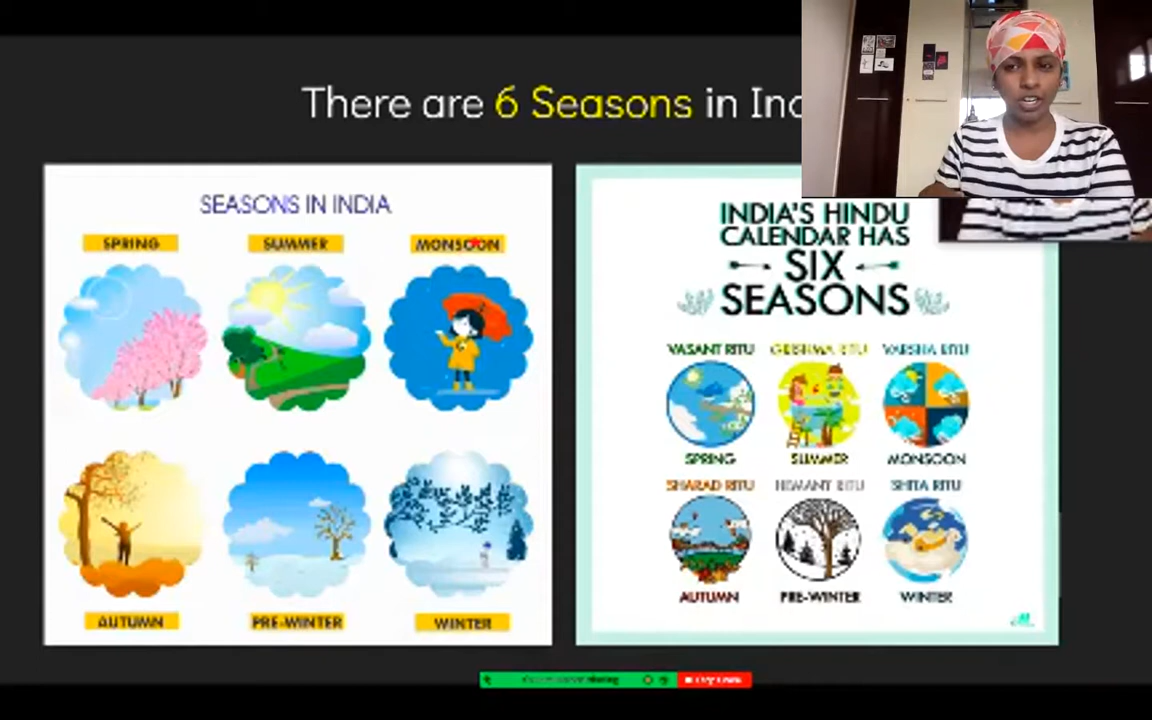 There are 6 Seasons in
SEASONS IN INDIA
SPRING SUMMER MONSOON
AUTUMN PRE-WINTER WINTER
INDIA'S HINDU
CALENDAR HAS
SIX
SEASONS
VASANT RITU GRISHMA RITU VARSHA RITU
SPRING SUMMER MONSOON
SHARAD RITU HEMANT RITU SHITA RITU
AUTUMN PRE-WINTER WINTER